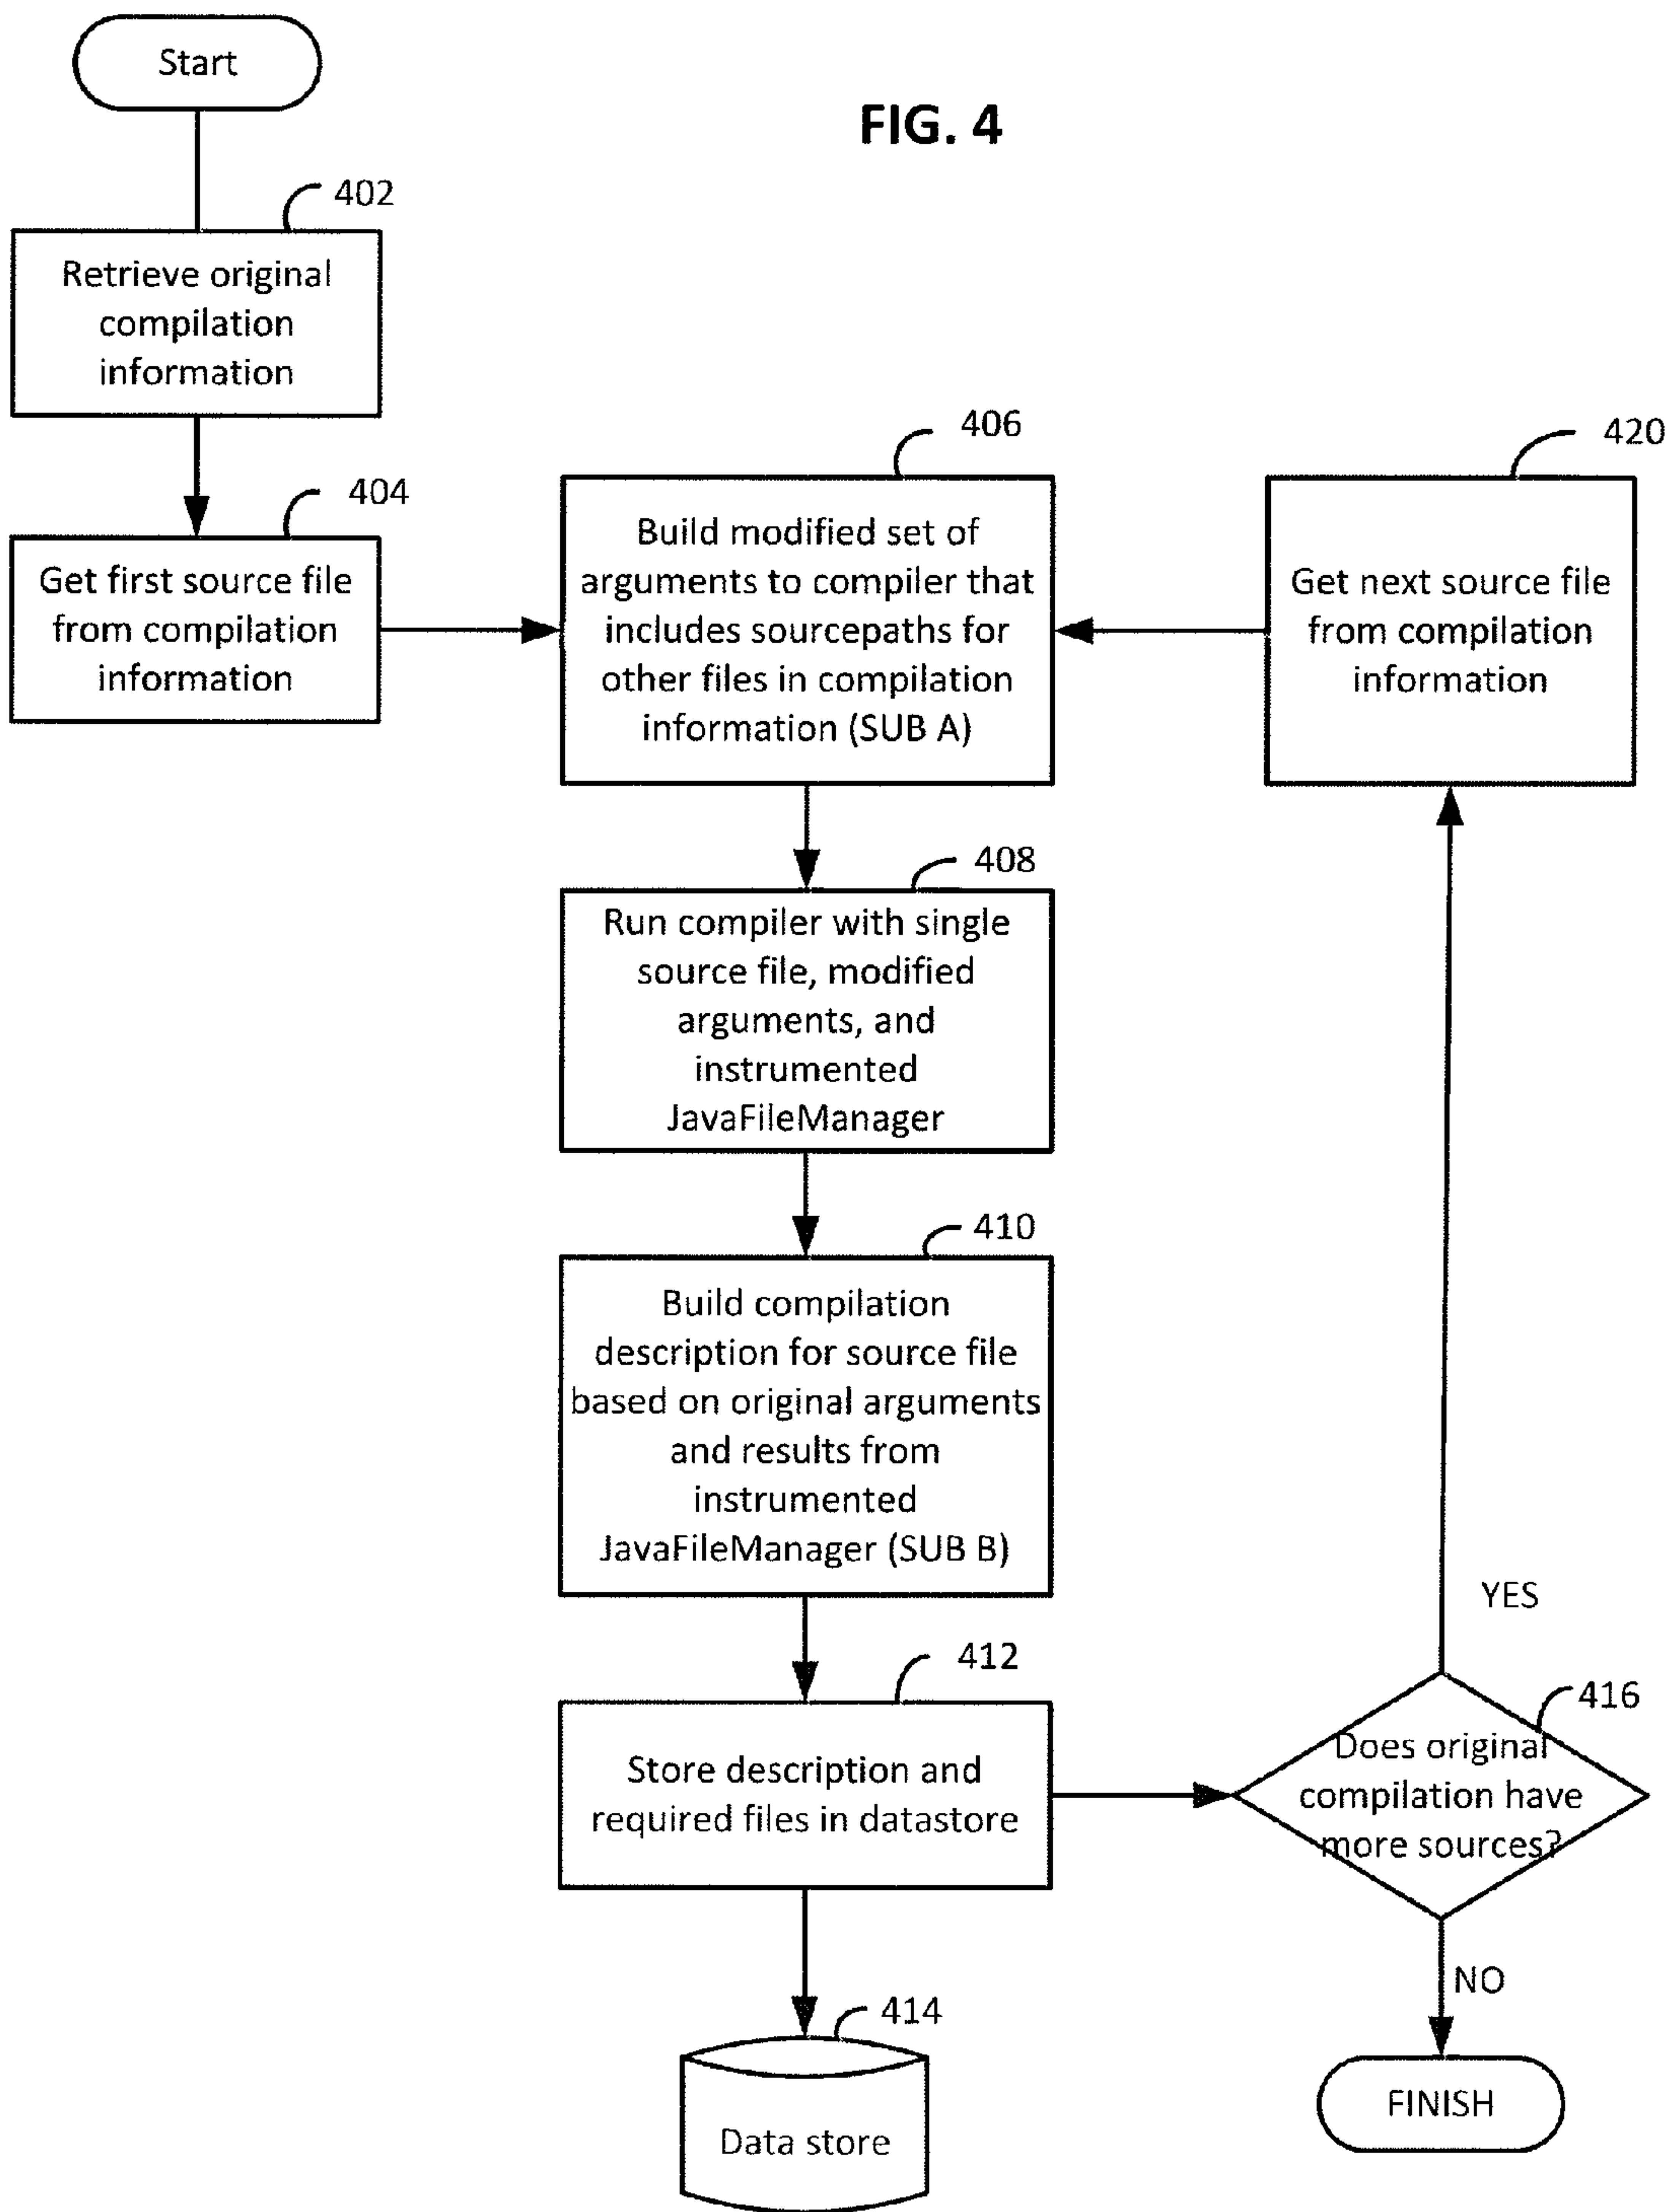 Start
FIG. 4
402
Retrieve original
compilation
information
404
Get first source file
from compilation
information
406
Build modified set of
arguments to compiler that
includes sourcepaths for
other files in compilation
information (SUB A)
420
Get next source file
from compilation
information
408
Run compiler with single
source file, modified
arguments, and
instrumented
JavaFileManager
410
Build compilation
description for source file
based on original arguments
and results from
instrumented
JavaFileManager (SUB B)
412
Store description and
required files in datastore
YES
416
Does original
compilation have
more sources?
NO
414
Data store
FINISH